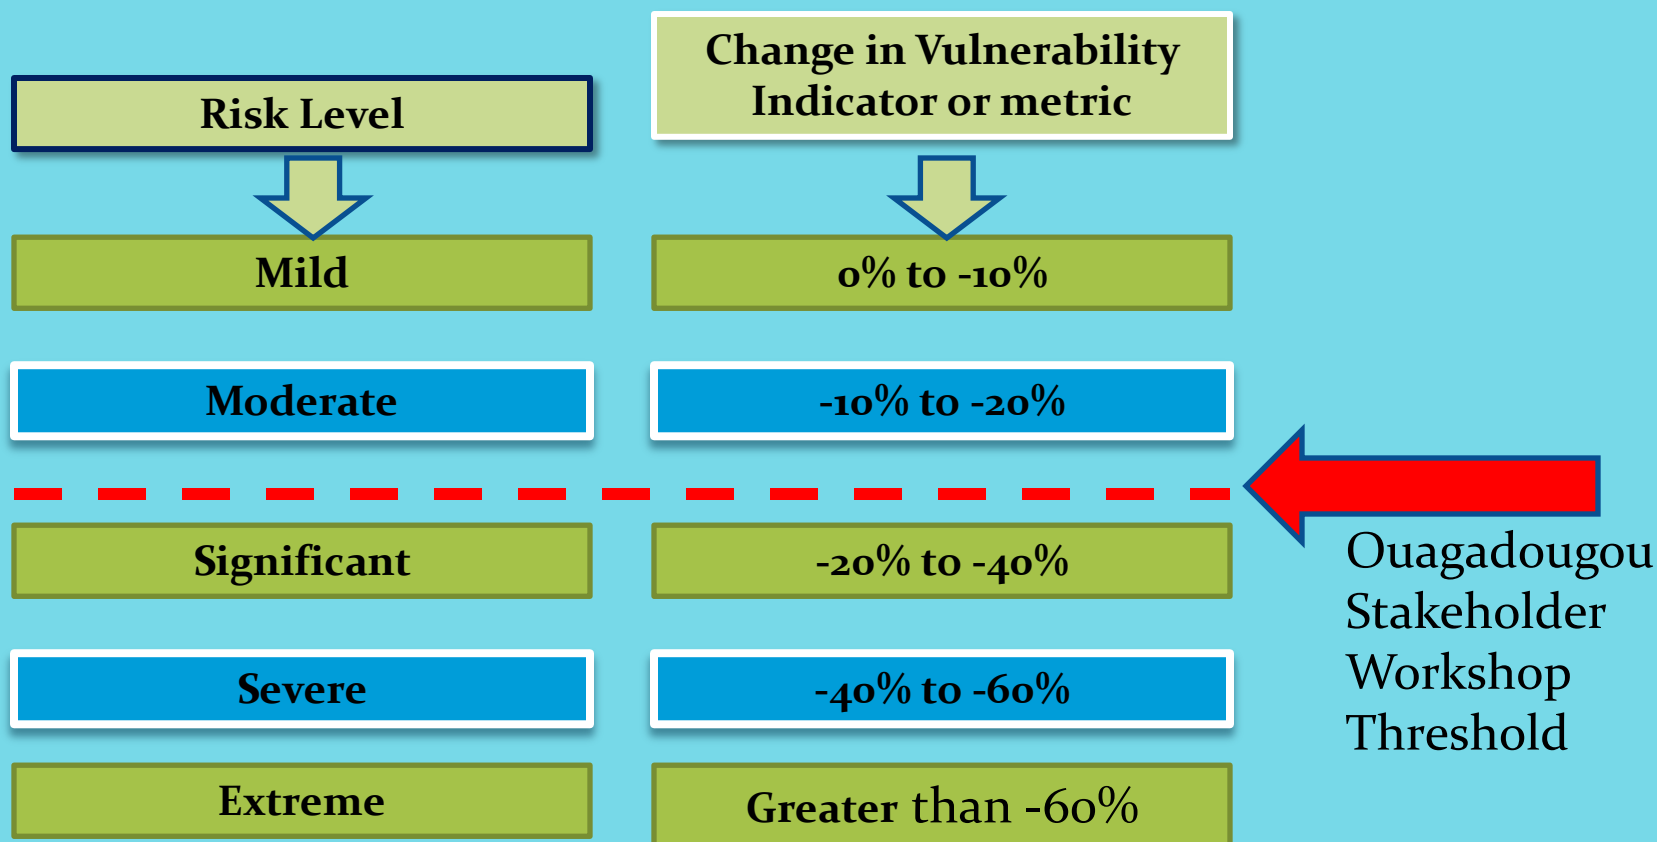 Risk Level
Change in Vulnerability
Indicator or metric
Mild
0% to -10%
Moderate
-10% to -20%
Significant
-20% to -40%
Severe
-40% to -60%
Extreme
Greater than -60%
Ouagadougou
Stakeholder
Workshop
Threshold